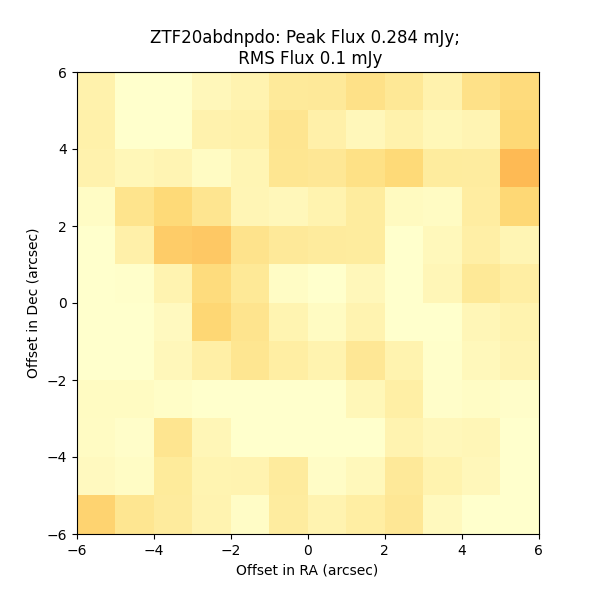 ZTF20abdnpdo: Peak Flux 0.284 mJy;
RMS Flux 0.1 mJy
6
4
2
0
−2
−4
−6
Offset in Dec (arcsec)
−6 −4 −2 0 2 4 6
Offset in RA (arcsec)